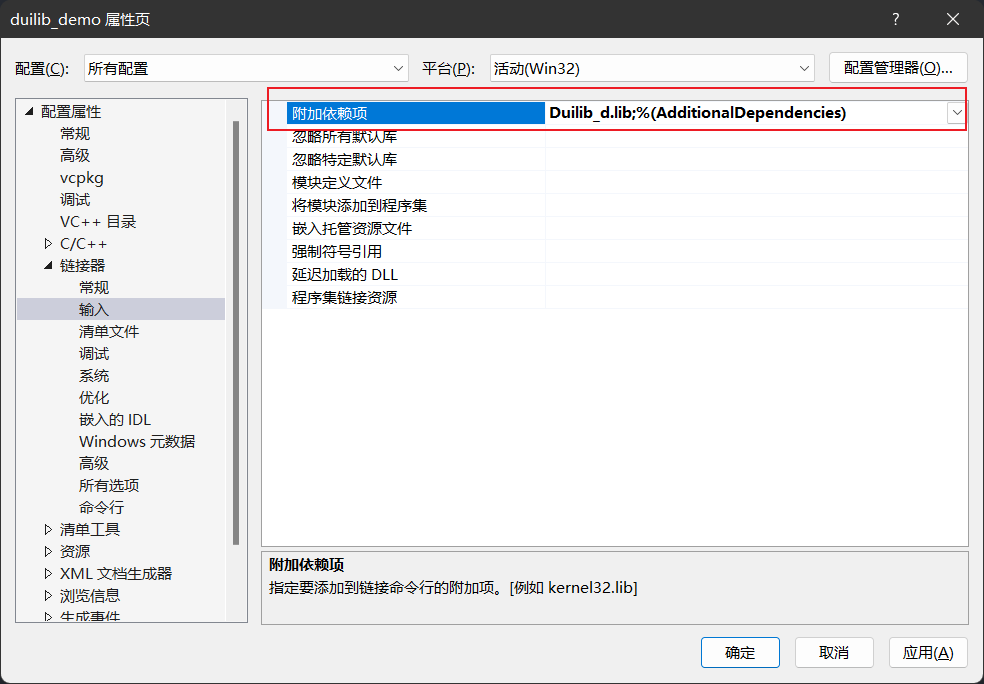 duilib_demo 属性页
配置(C): 所有配置 平台(P): 活动(Win32) 配置管理器(O)...
配置属性
常规
高级
vcpkg
调试
VC++ 目录
C/C++
链接器
常规
输入
清单文件
调试
系统
优化
嵌入的 IDL
Windows 元数据
高级
所有选项
命令行
清单工具
资源
XML 文档生成器
浏览信息
生成事件
附加依赖项 Duilib_d.lib;%(AdditionalDependencies)
忽略所有默认库
忽略特定默认库
模块定义文件
将模块添加到程序集
嵌入托管资源文件
强制符号引用
延迟加载的 DLL
程序集链接资源
附加依赖项
指定要添加到链接命令行的附加项。[例如 kernel32.lib]
确定 取消 应用(A)